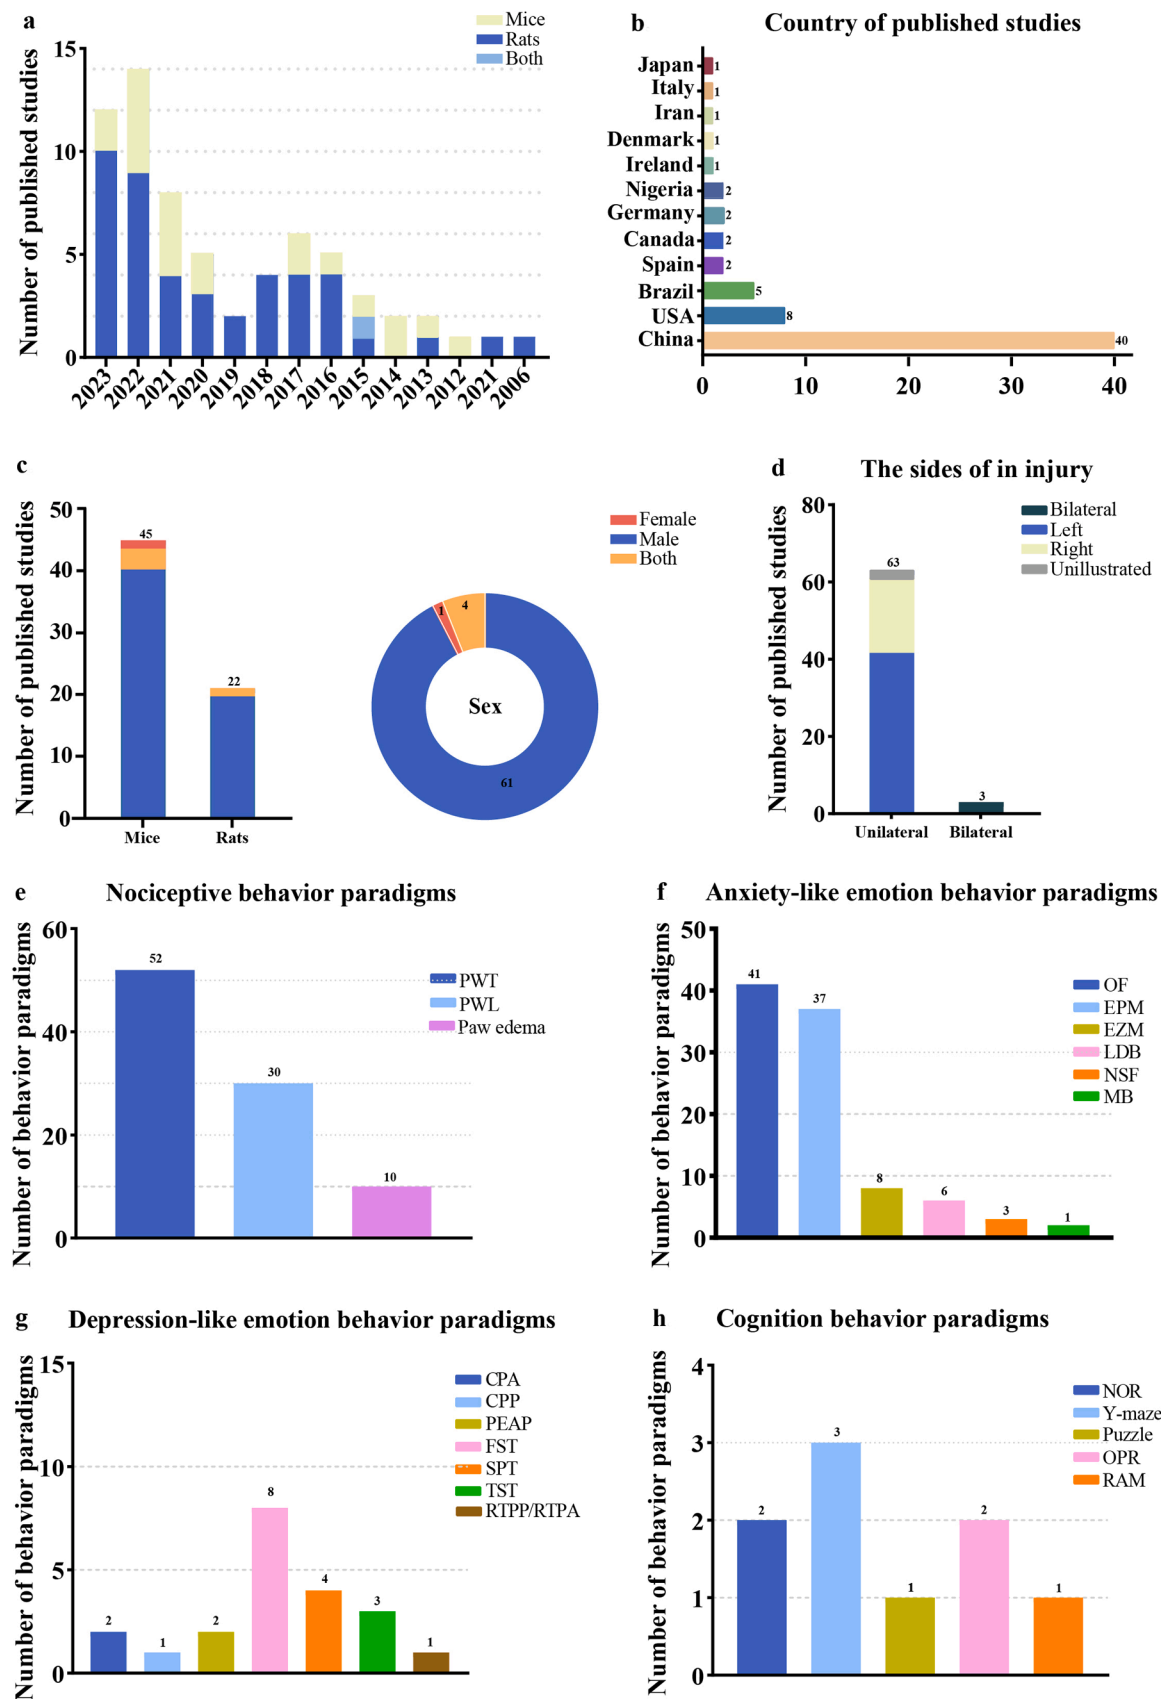 a
Mice
Rats
Both
Number of published studies
15
10
5
0
2023
2022
2021
2020
2019
2018
2017
2016
2015
2014
2013
2012
2021
2006
b
Country of published studies
Japan
1
Italy
1
Iran
1
Denmark
1
Ireland
1
Nigeria
2
Germany
2
Canada
2
Spain
2
Brazil
5
USA
8
China
40
0
10
20
30
40
c
Number of published studies
50
40
30
20
10
0
45
22
Mice
Rats
Female
Male
Both
1
4
Sex
61
d
The sides of in injury
Number of published studies
80
60
40
20
0
63
3
Unilateral
Bilateral
Bilateral
Left
Right
Unillustrated
e
Nociceptive behavior paradigms
Number of behavior paradigms
60
40
20
0
52
30
10
PWT
PWL
Paw edema
f
Anxiety-like emotion behavior paradigms
Number of behavior paradigms
50
40
30
20
10
0
41
37
8
6
3
1
OF
EPM
EZM
LDB
NSF
MB
g
Depression-like emotion behavior paradigms
Number of behavior paradigms
15
10
5
0
2
1
2
8
4
3
1
CPA
CPP
PEAP
FST
SPT
TST
RTPP/RTPA
h
Cognition behavior paradigms
Number of behavior paradigms
4
3
2
1
0
2
3
1
2
1
NOR
Y-maze
Puzzle
OPR
RAM